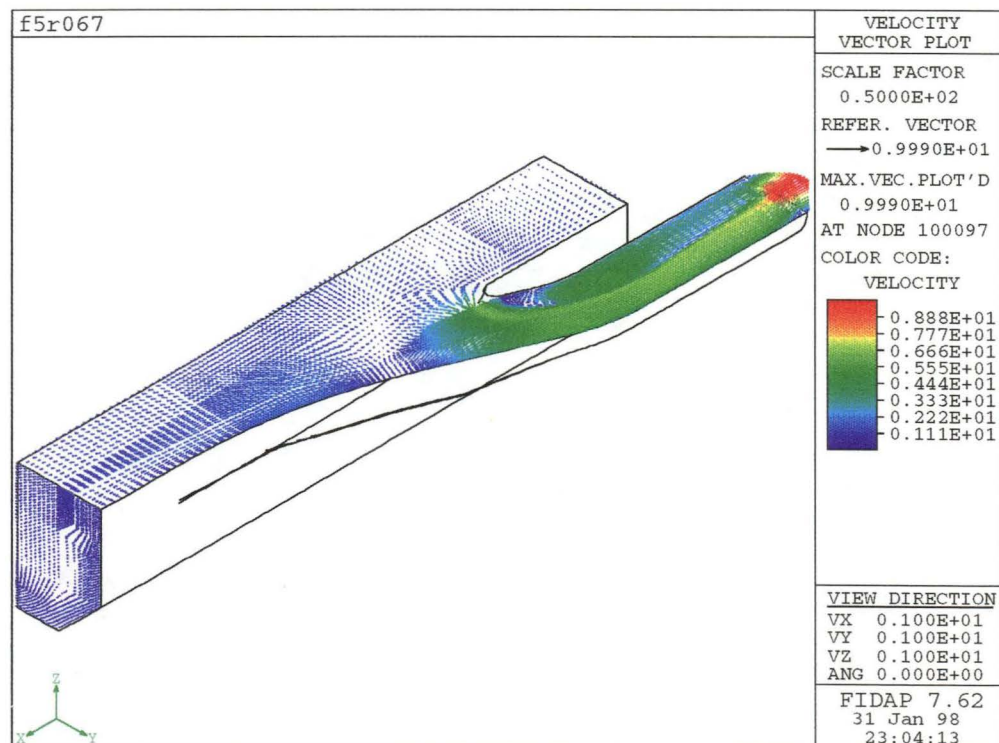 f5r067
VELOCITY
VECTOR PLOT
SCALE FACTOR
0.5000E+02
REFER. VECTOR
0.9990E+01
MAX.VEC.PLOT'D
0.9990E+01
AT NODE 100097
COLOR CODE:
VELOCITY
0.888E+01
0.777E+01
0.666E+01
0.555E+01
0.444E+01
0.333E+01
0.222E+01
0.111E+01
VIEW DIRECTION
VX 0.100E+01
VY 0.100E+01
VZ 0.100E+01
ANG 0.000E+00
FIDAP 7.62
31 Jan 98
23:04:13
Z
X Y